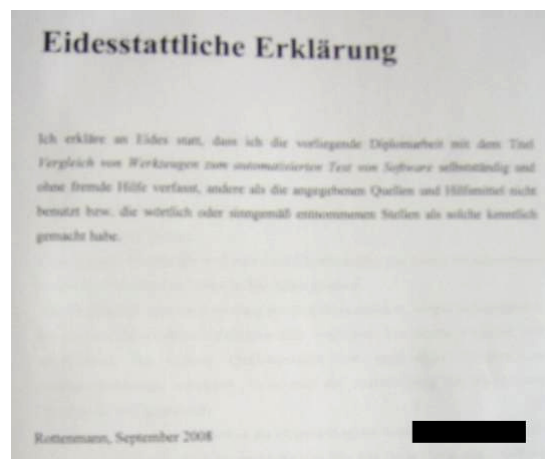 Eidesstattliche Erklärung
Ich erkläre an Eides statt, dass ich die vorliegende Diplomarbeit mit dem Titel
Vergleich von Werkzeugen zum automatisierten Test von Software selbstständig und
ohne fremde Hilfe verfasst, andere als die angegebenen Quellen und Hilfsmittel nicht
benutzt bzw. die wörtlich oder sinngemäß entnommenen Stellen als solche kenntlich
gemacht habe.
Rottenmann, September 2008